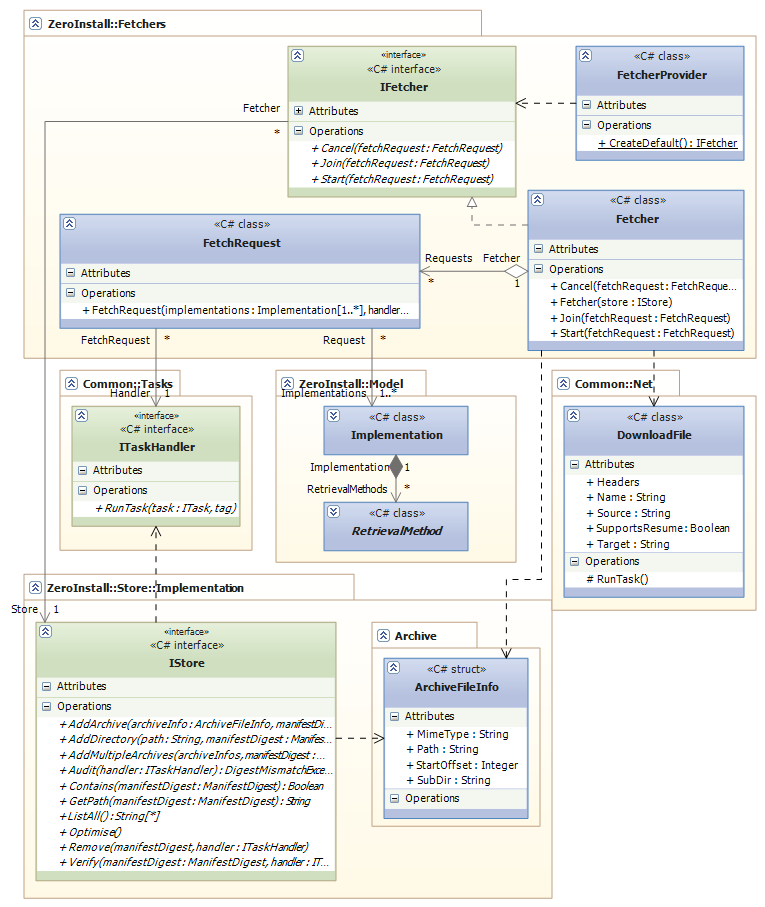 ZeroInstall::Fetchers
«interface»
«C# interface»
IFetcher
Attributes
Operations
+ Cancel(fetchRequest : FetchRequest)
+ Join(fetchRequest : FetchRequest)
+ Start(fetchRequest : FetchRequest)
«C# class»
FetcherProvider
Attributes
Operations
+ CreateDefault() : IFetcher
Fetcher
*
«C# class»
Fetcher
Attributes
Operations
+ Cancel(fetchRequest : FetchReque...
+ Fetcher(store : IStore)
+ Join(fetchRequest : FetchRequest)
+ Start(fetchRequest : FetchRequest)
«C# class»
FetchRequest
Attributes
Operations
+ FetchRequest(implementations : Implementation[1..*], handler...
Requests
Fetcher
*
1
FetchRequest
*
Request
*
Common::Tasks
Handler
1
«interface»
«C# interface»
ITaskHandler
Attributes
Operations
+ RunTask(task : ITask, tag)
ZeroInstall::Model
Implementations
1..*
«C# class»
Implementation
Implementation
1
RetrievalMethods
*
«C# class»
RetrievalMethod
Common::Net
«C# class»
DownloadFile
Attributes
+ Headers
+ Name : String
+ Source : String
+ SupportsResume : Boolean
+ Target : String
Operations
# RunTask()
ZeroInstall::Store::Implementation
Store
1
«interface»
«C# interface»
IStore
Attributes
Operations
+ AddArchive(archiveInfo : ArchiveFileInfo, manifestDi...
+ AddDirectory(path : String, manifestDigest : Manifes...
+ AddMultipleArchives(archiveInfos, manifestDigest : ...
+ Audit(handler : ITaskHandler) : DigestMismatchExce...
+ Contains(manifestDigest : ManifestDigest) : Boolean
+ GetPath(manifestDigest : ManifestDigest) : String
+ ListAll() : String[*]
+ Optimise()
+ Remove(manifestDigest, handler : ITaskHandler)
+ Verify(manifestDigest : ManifestDigest, handler : IT...
Archive
«C# struct»
ArchiveFileInfo
Attributes
+ MimeType : String
+ Path : String
+ StartOffset : Integer
+ SubDir : String
Operations